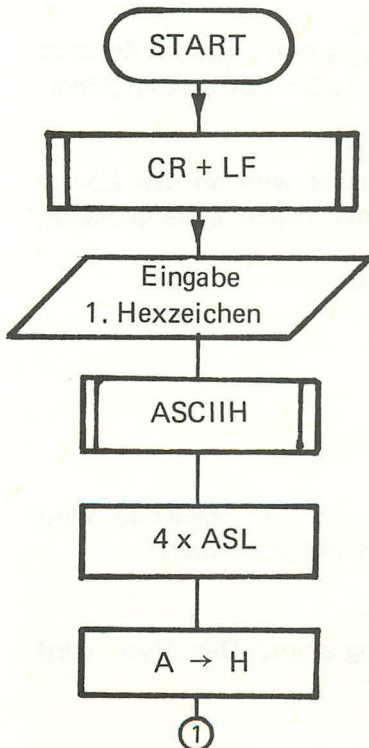 START
CR + LF
Eingabe
1. Hexzeichen
ASCIIH
4 x ASL
A → H
1